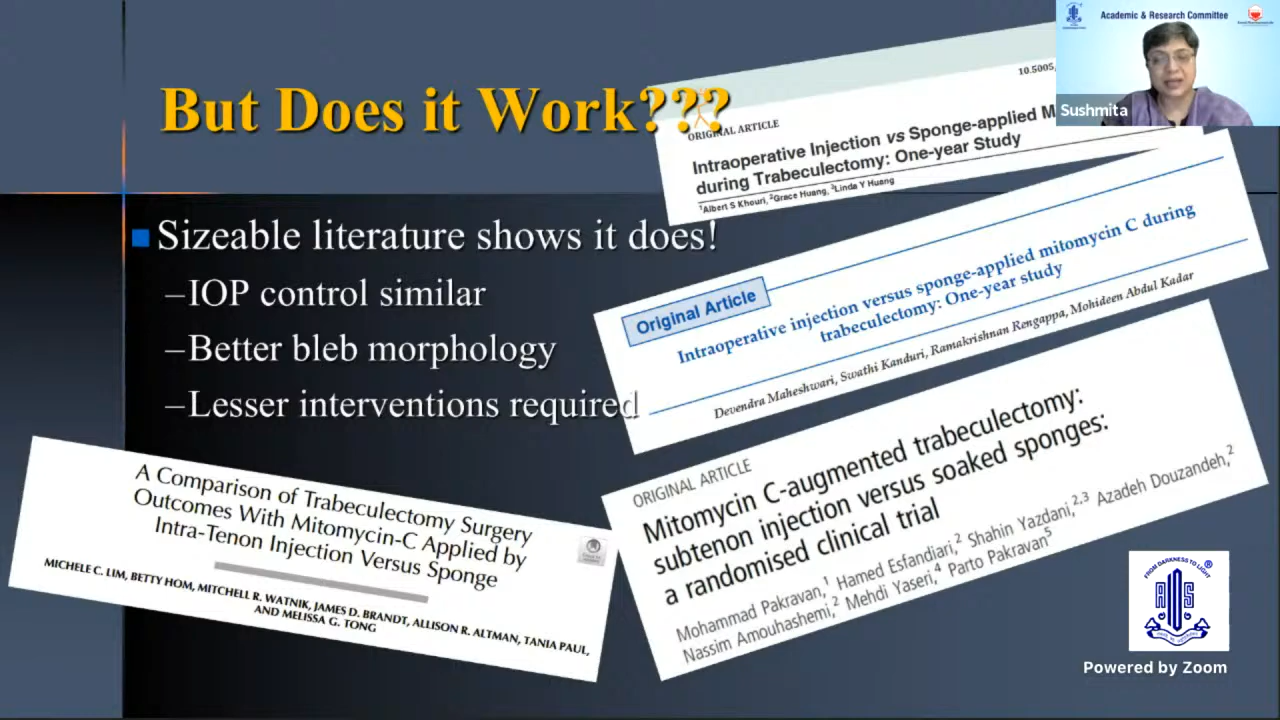 Academic & Research Committee
Sushmita
But Does it Work???
Sizeable literature shows it does!
–IOP control similar
–Better bleb morphology
–Lesser interventions required
10.5005,
ORIGINAL ARTICLE
Intraoperative Injection vs Sponge-applied M
during Trabeculectomy: One-year Study
1Albert S Khouri, 2Grace Huang, 3Linda Y Huang
Original Article
Intraoperative injection versus sponge-applied mitomycin C during
trabeculectomy: One-year study
Devendra Maheshwari, Swathi Kanduri, Ramakrishnan Rengappa, Mohideen Abdul Kadar
ORIGINAL ARTICLE
Mitomycin C-augmented trabeculectomy:
subtenon injection versus soaked sponges:
a randomised clinical trial
Mohammad Pakravan,1 Hamed Esfandiari,2 Shahin Yazdani,2,3 Azadeh Douzandeh,2
Nassim Amouhashemi,2 Mehdi Yaseri,4 Parto Pakravan5
A Comparison of Trabeculectomy Surgery
Outcomes With Mitomycin-C Applied by
Intra-Tenon Injection Versus Sponge
MICHELE C. LIM, BETTY HOM, MITCHELL R. WATNIK, JAMES D. BRANDT, ALLISON R. ALTMAN, TANIA PAUL,
AND MELISSA G. TONG
FROM DARKNESS TO LIGHT
®
AIOS
Powered by Zoom